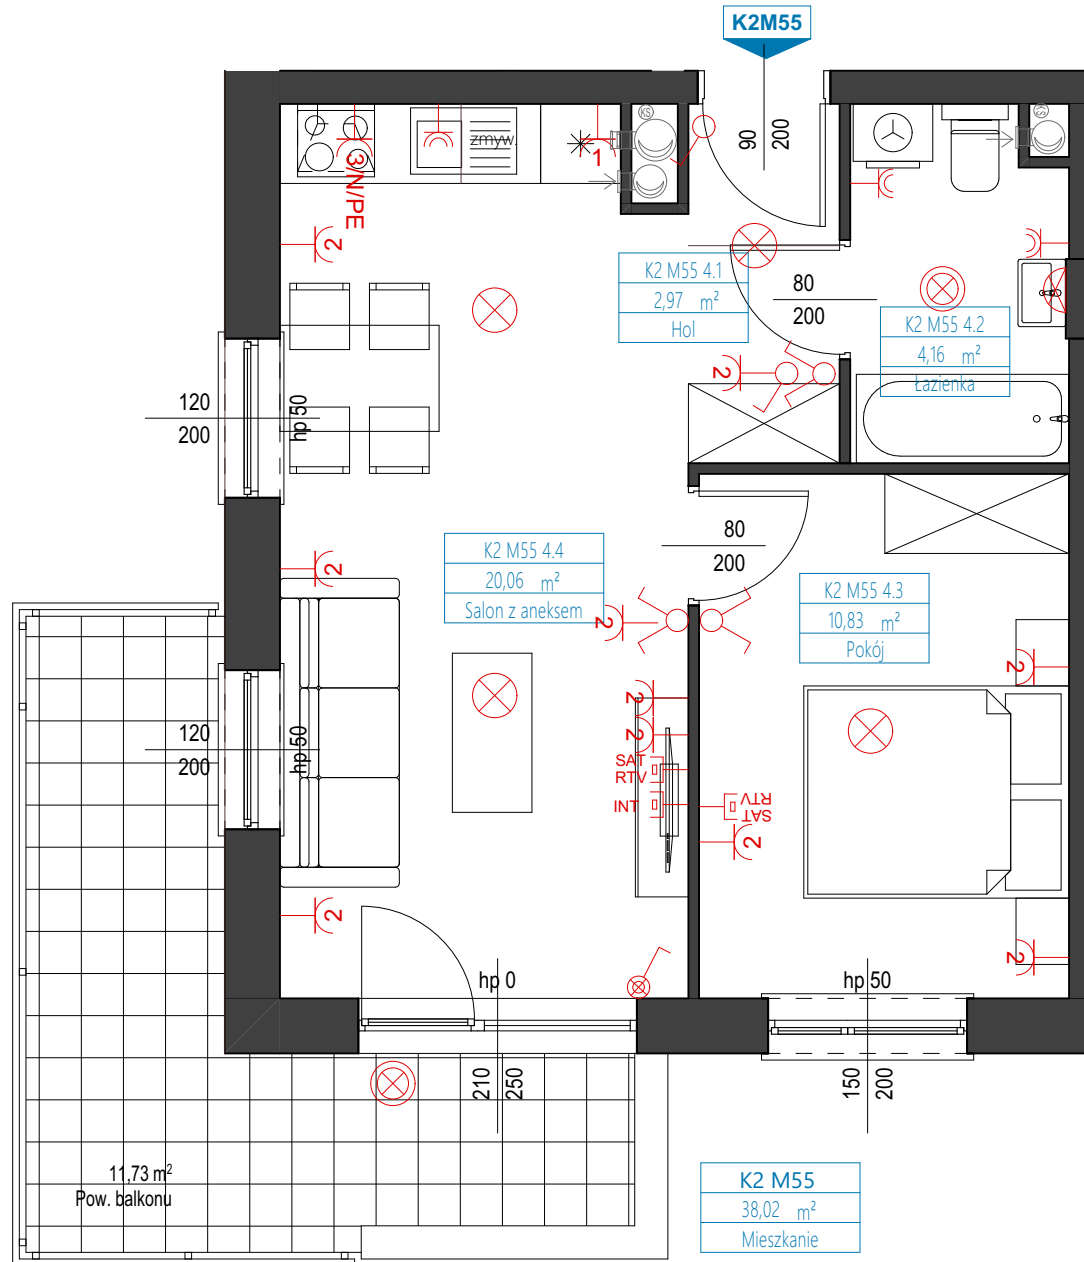 K2M55
90
200
KS
KS
zmyw.
1
3/N/PE
2
K2 M55 4.1
2,97 m²
Hol
80
200
K2 M55 4.2
4,16 m²
Łazienka
2
120
200
hp 50
80
200
K2 M55 4.4
20,06 m²
Salon z aneksem
2
2
K2 M55 4.3
10,83 m²
Pokój
2
120
200
hp 50
2
2
SAT
RTV
INT
SAT
RTV
2
2
2
hp 0
hp 50
210
250
150
200
11,73 m²
Pow. balkonu
K2 M55
38,02 m²
Mieszkanie